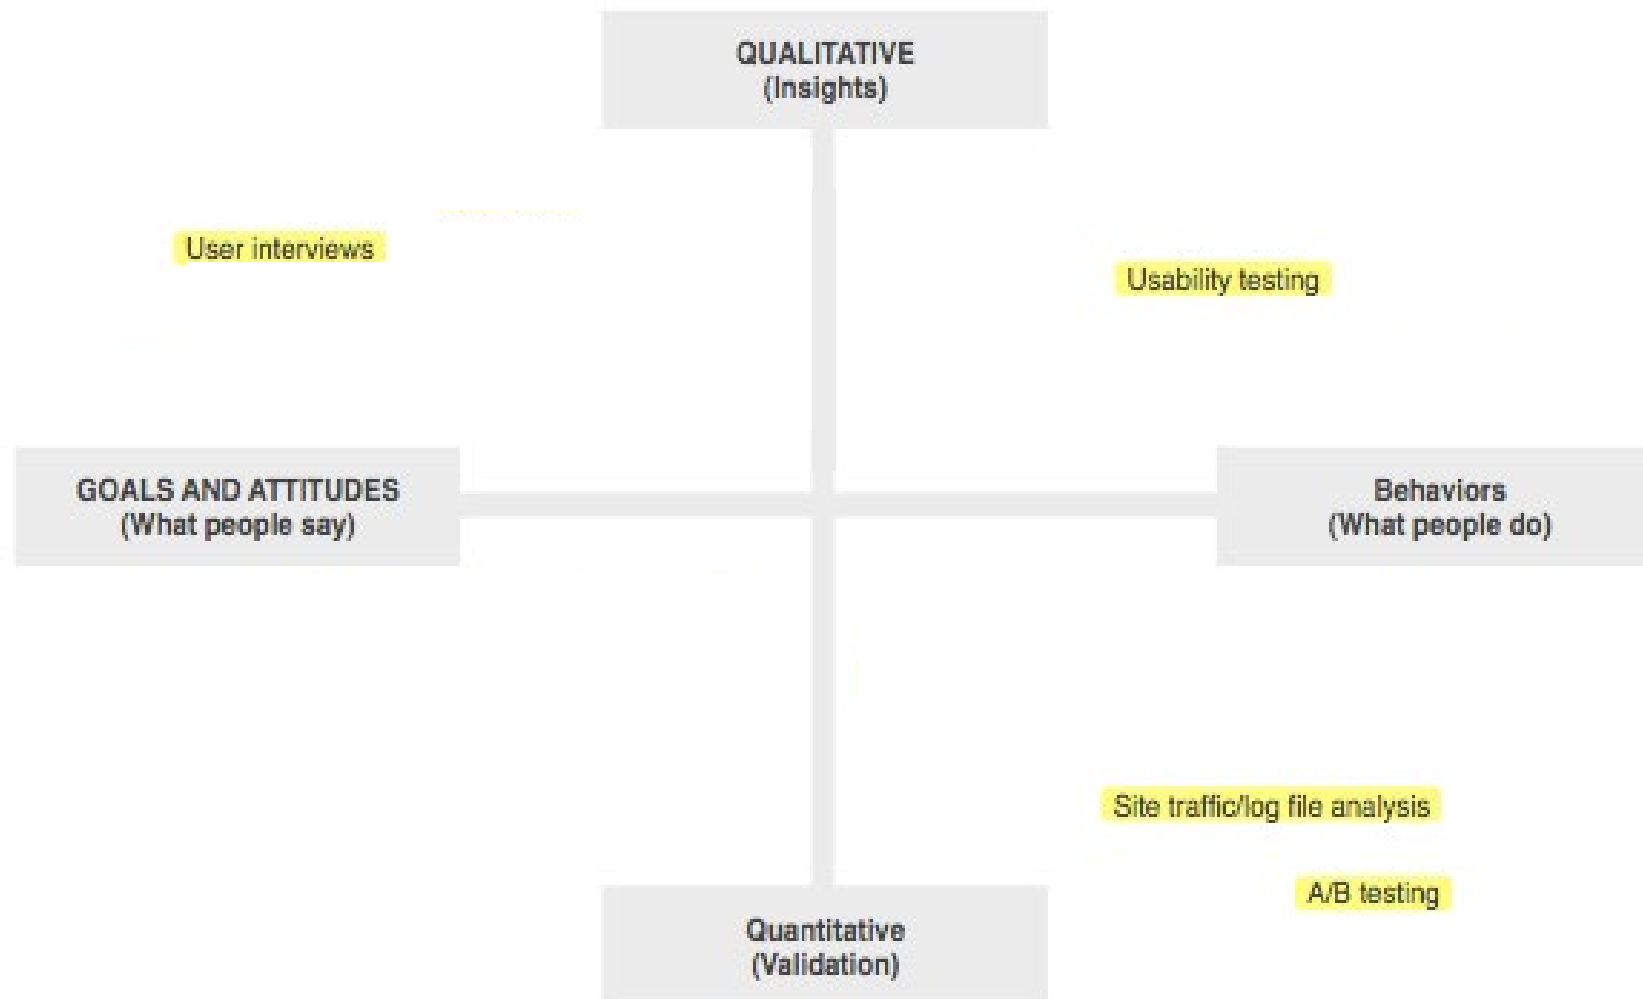 QUALITATIVE
(Insights)
User interviews
Usability testing
GOALS AND ATTITUDES
(What people say)
Behaviors
(What people do)
Site traffic/log file analysis
A/B testing
Quantitative
(Validation)